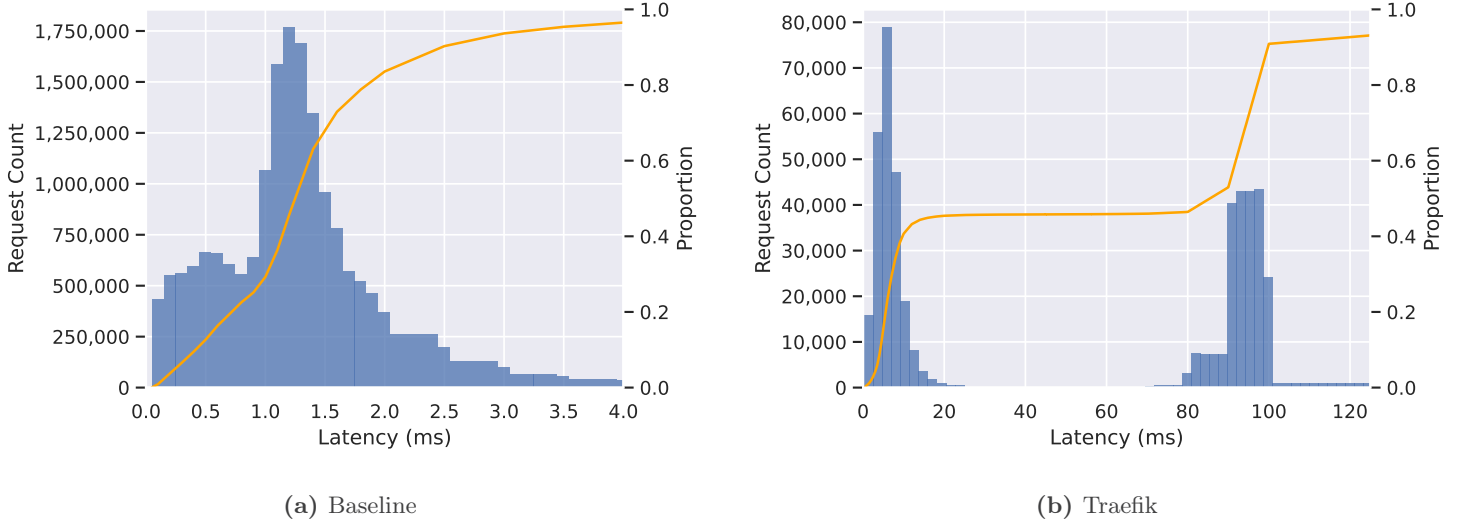 Request Count
1,750,000
1,500,000
1,250,000
1,000,000
750,000
500,000
250,000
0
1.0
0.8
0.6
0.4
0.2
0.0
Proportion
0.0 0.5 1.0 1.5 2.0 2.5 3.0 3.5 4.0
Latency (ms)
(a) Baseline
Request Count
80,000
70,000
60,000
50,000
40,000
30,000
20,000
10,000
0
1.0
0.8
0.6
0.4
0.2
0.0
Proportion
0 20 40 60 80 100 120
Latency (ms)
(b) Traefik